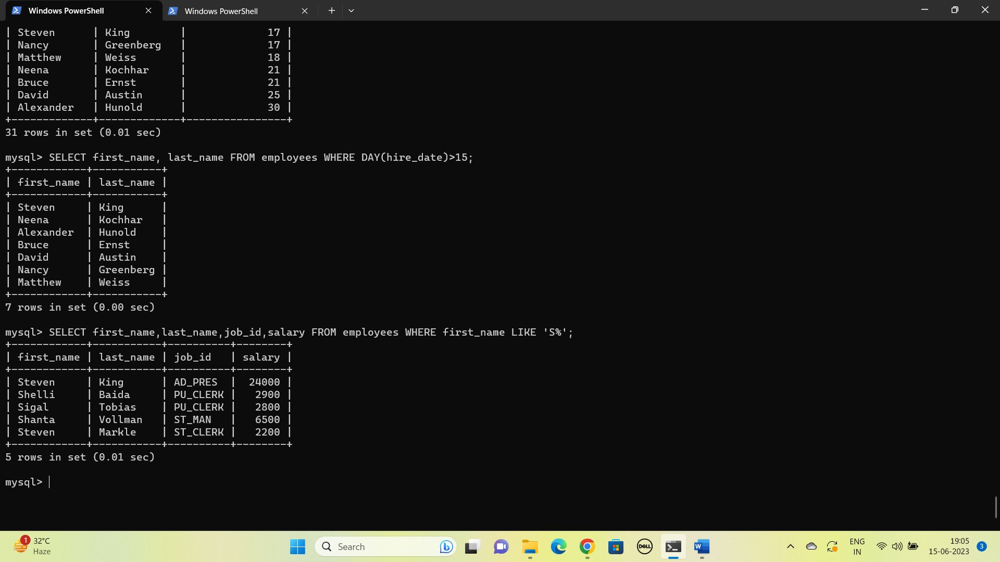 Windows PowerShell
Windows PowerShell
| Steven      | King        |             17 |
| Nancy       | Greenberg   |             17 |
| Matthew     | Weiss       |             18 |
| Neena       | Kochhar     |             21 |
| Bruce       | Ernst       |             21 |
| David       | Austin      |             25 |
| Alexander   | Hunold      |             30 |
+-------------+-------------+----------------+
31 rows in set (0.01 sec)
mysql> SELECT first_name, last_name FROM employees WHERE DAY(hire_date)>15;
+------------+-----------+
| first_name | last_name |
+------------+-----------+
| Steven     | King      |
| Neena      | Kochhar   |
| Alexander  | Hunold    |
| Bruce      | Ernst     |
| David      | Austin    |
| Nancy      | Greenberg |
| Matthew    | Weiss     |
+------------+-----------+
7 rows in set (0.00 sec)
mysql> SELECT first_name,last_name,job_id,salary FROM employees WHERE first_name LIKE 'S%';
+------------+-----------+----------+--------+
| first_name | last_name | job_id   | salary |
+------------+-----------+----------+--------+
| Steven     | King      | AD_PRES  |  24000 |
| Shelli     | Baida     | PU_CLERK |   2900 |
| Sigal      | Tobias    | PU_CLERK |   2800 |
| Shanta     | Vollman   | ST_MAN   |   6500 |
| Steven     | Markle    | ST_CLERK |   2200 |
+------------+-----------+----------+--------+
5 rows in set (0.01 sec)
mysql>
1
32°C
Haze
Search
DELL
W
ENG
IN
19:05
15-06-2023
3